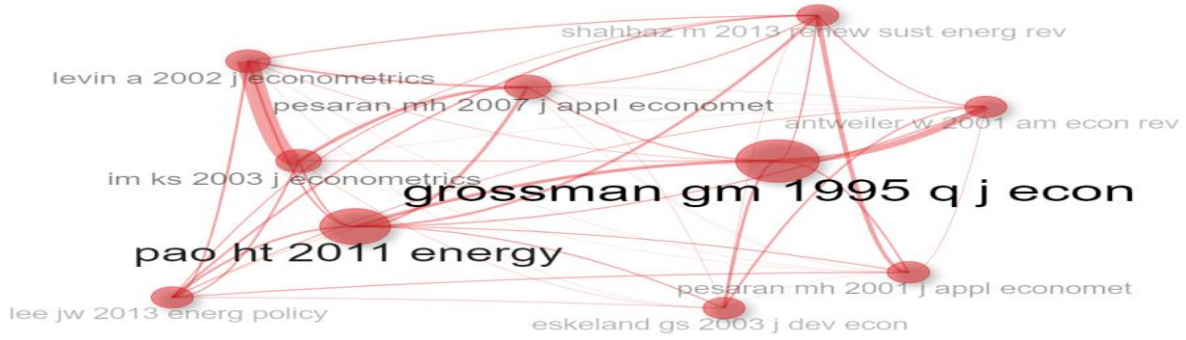 shahbaz m 2013 renew sust energ rev
levin a 2002 j econometrics
pesaran mh 2007 j appl economet
antweiler w 2001 am econ rev
im ks 2003 j econometrics
grossman gm 1995 q j econ
pao ht 2011 energy
pesaran mh 2001 j appl economet
lee jw 2013 energ policy
eskeland gs 2003 j dev econ